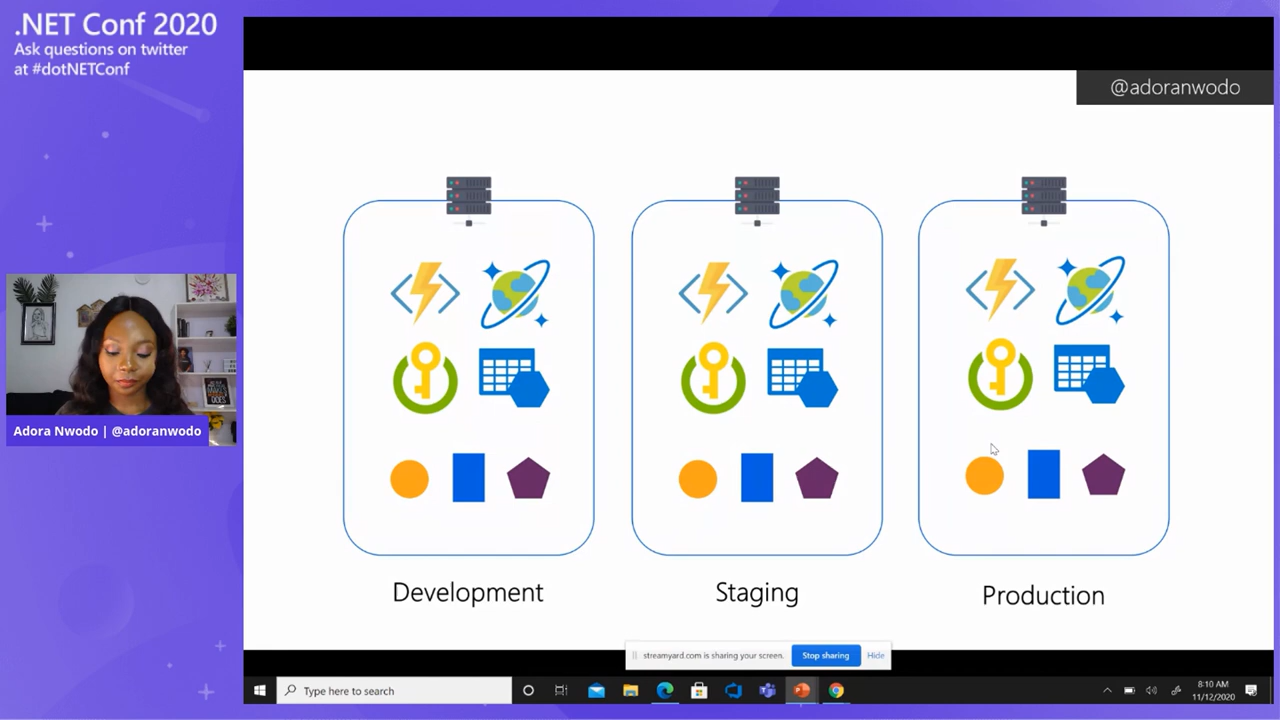 .NET Conf 2020
Ask questions on twitter
at #dotNETConf
@adoranwodo
Adora Nwodo | @adoranwodo
Development
Staging
Production
streamyard.com is sharing your screen.
Stop sharing
Hide
Type here to search
8:10 AM
11/12/2020